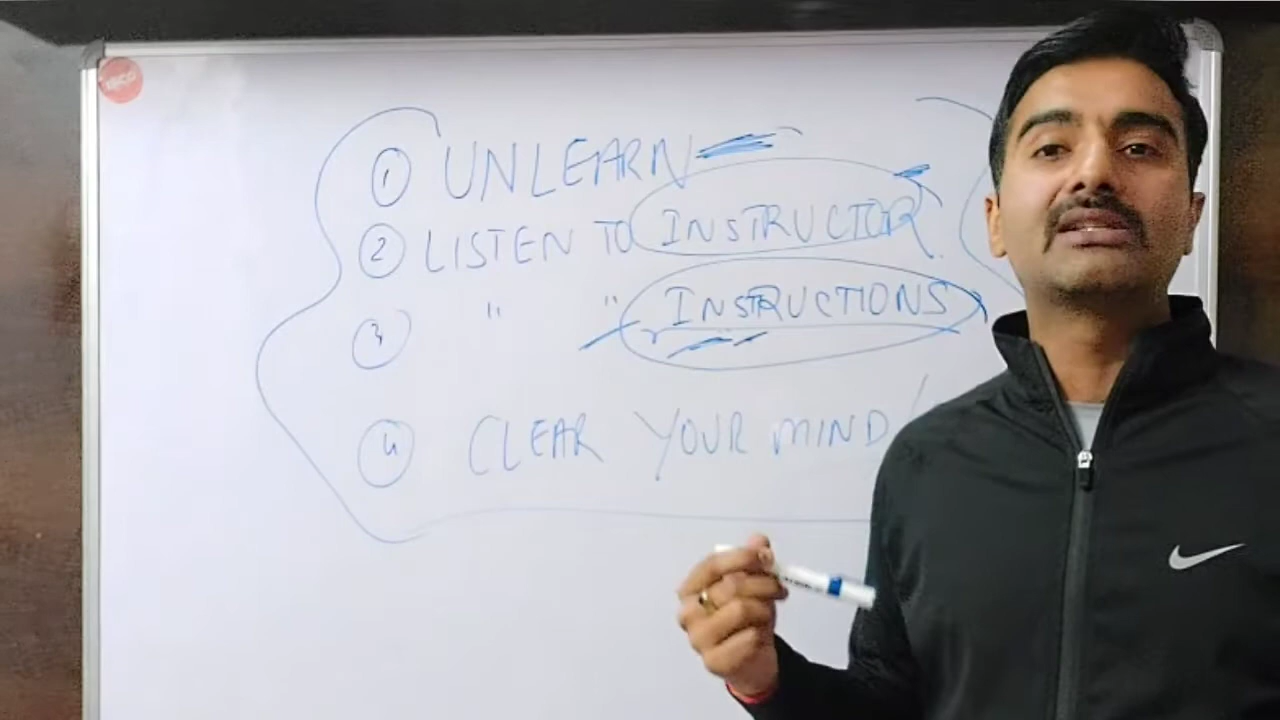 ① UNLEARN
② LISTEN TO INSTRUCTOR
③ " " INSTRUCTIONS
④ CLEAR YOUR MIND